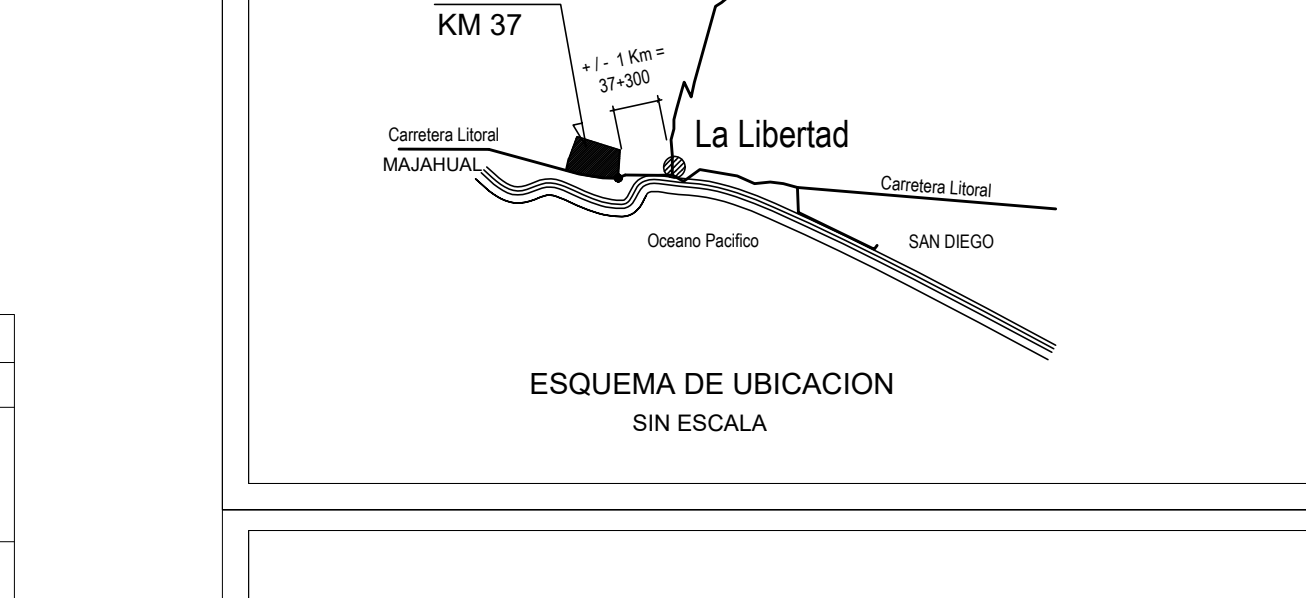 KM 37
+ / -  1 Km =
37+300
La Libertad
Carretera Litoral
MAJAHUAL
Carretera Litoral
Oceano Pacifico
SAN DIEGO
ESQUEMA DE UBICACION
SIN ESCALA